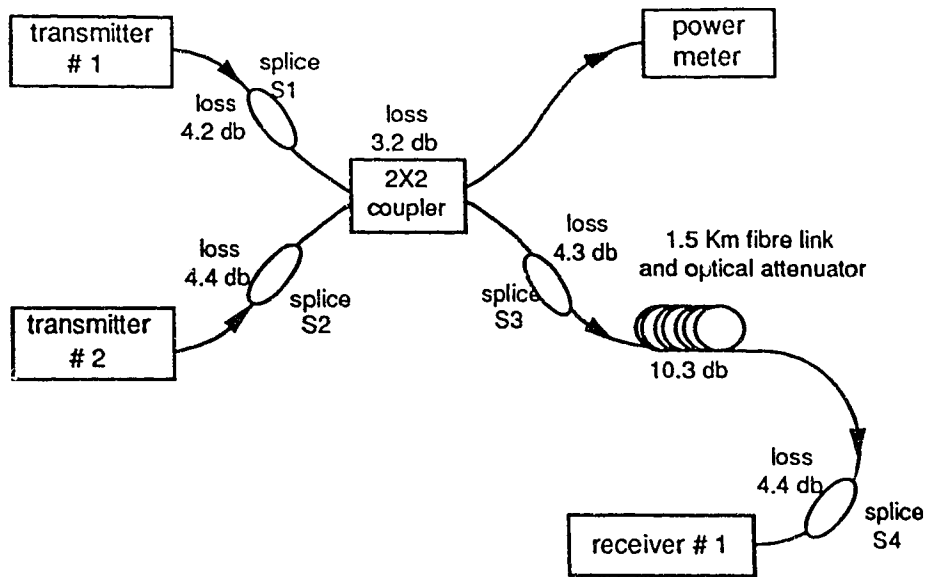 transmitter
# 1
splice
S1
loss
4.2 db
power
meter
loss
3.2 db
2X2
coupler
loss
4.4 db
splice
S2
transmitter
# 2
loss
4.3 db
splice
S3
1.5 Km fibre link
and optical attenuator
10.3 db
loss
4.4 db
splice
S4
receiver # 1